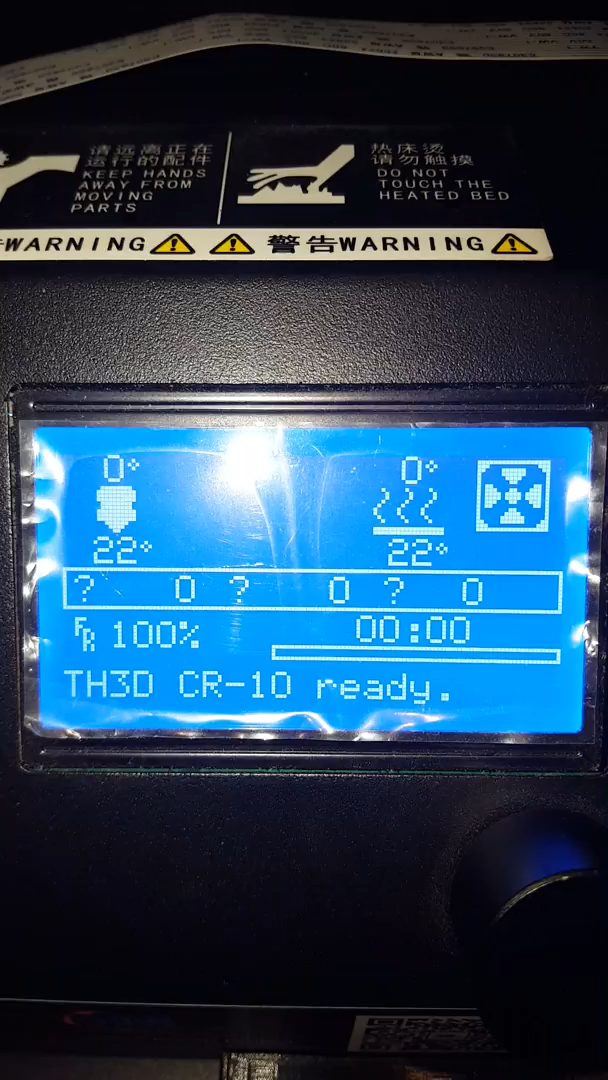 请远离正在
运行的配件
KEEP HANDS
AWAY FROM
MOVING
PARTS
热床烫
请勿触摸
DO NOT
TOUCH THE
HEATED BED
WARNING
警告WARNING
0° 0°
22° 22°
? 0 ? 0 ? 0
FR 100% 00:00
TH3D CR-10 ready.